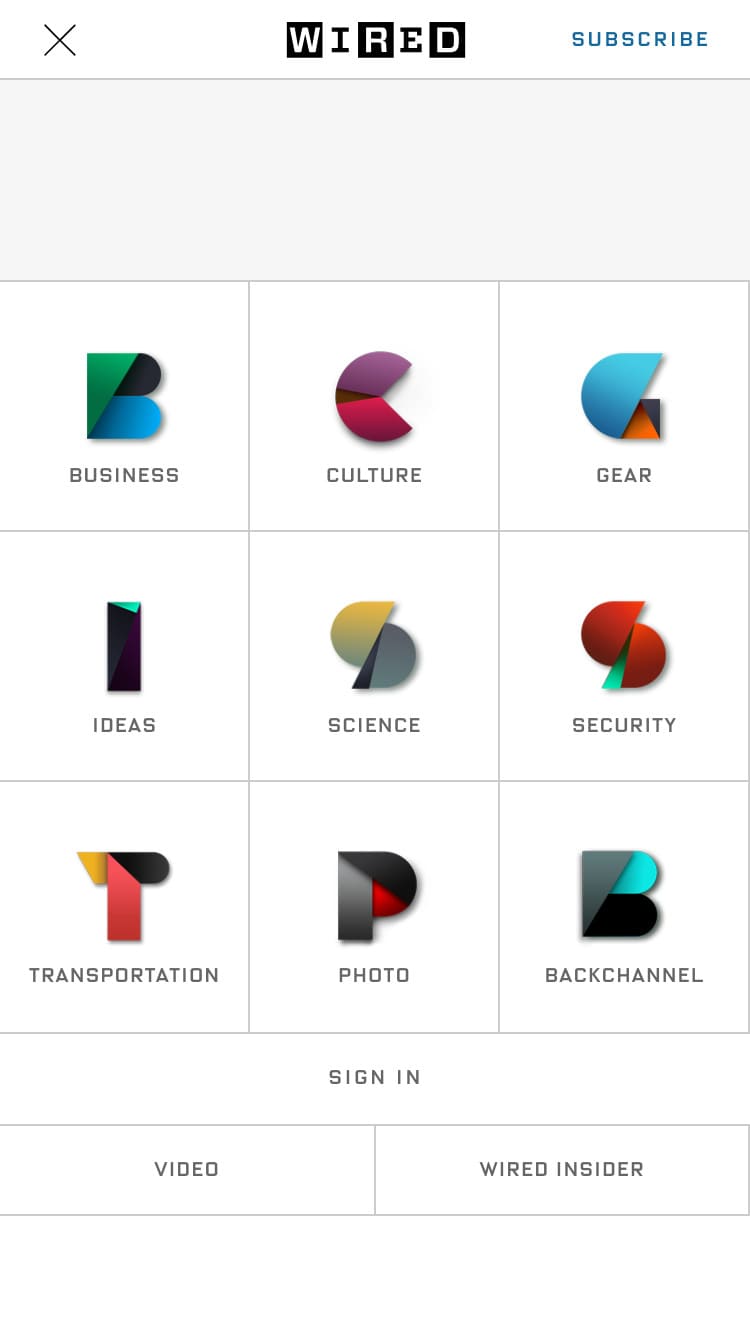 WIRED
SUBSCRIBE
BUSINESS
CULTURE
GEAR
IDEAS
SCIENCE
SECURITY
TRANSPORTATION
PHOTO
BACKCHANNEL
SIGN IN
VIDEO
WIRED INSIDER